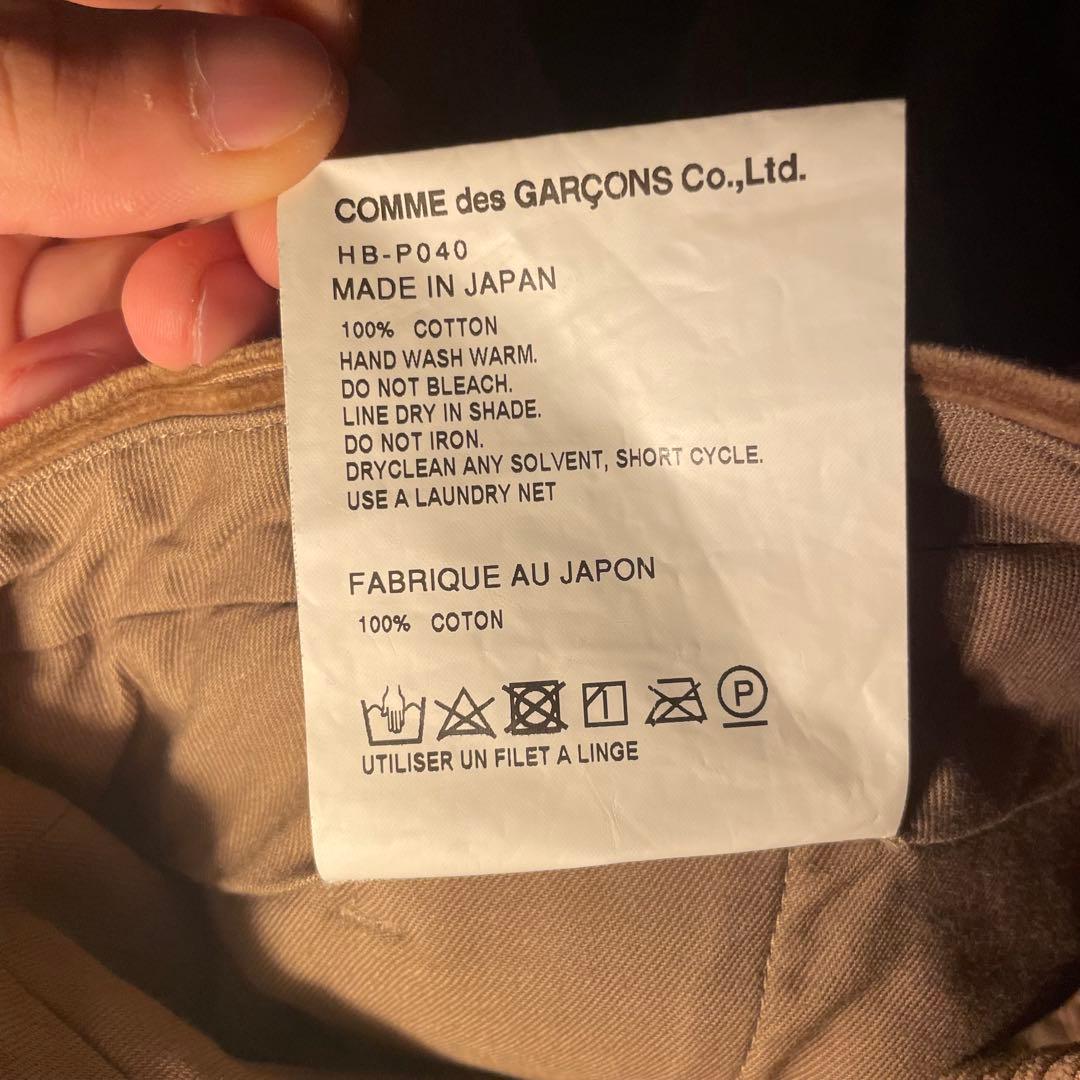 COMME des GARÇONS Co.,Ltd.
HB-P040
MADE IN JAPAN
100% COTTON
HAND WASH WARM.
DO NOT BLEACH.
LINE DRY IN SHADE.
DO NOT IRON.
DRYCLEAN ANY SOLVENT, SHORT CYCLE.
USE A LAUNDRY NET
FABRIQUE AU JAPON
100% COTON
P
UTILISER UN FILET A LINGE